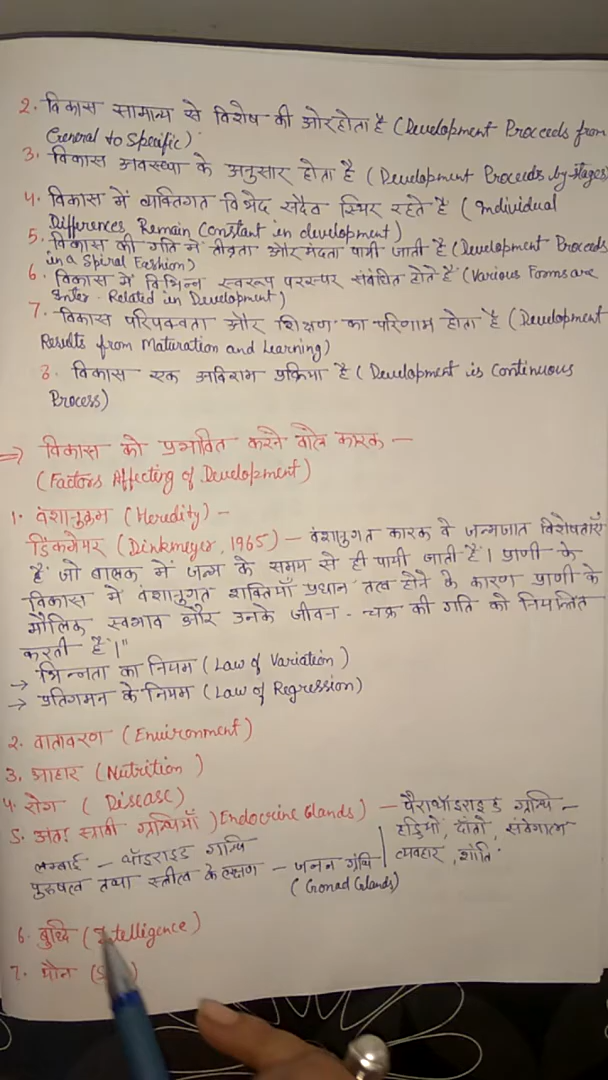 2. विकास सामान्य से विशेष की ओर होता है (Development Proceeds from
General to Specific)
3. विकास अवस्था के अनुसार होता है (Development Proceeds by stages)
4. विकास में व्यक्तिगत विभेद सदैव स्थिर रहते है (Individual
Differences Remain Constant in development)
5. विकास की गति में तीव्रता और मंदता पायी जाती है (Development Proceeds
in a Spiral Fashion)
6. विकास में विभिन्न स्वरूप परस्पर संबंधित होते है (Various Forms are
Inter-Related in Development)
7. विकास परिपक्वता और शिक्षण का परिणाम होता है (Development
Results from Maturation and Learning)
8. विकास एक अविराम प्रक्रिया है (Development is Continuous
Process)
⇒ विकास को प्रभावित करने वाले कारक —
(Factors Affecting of Development)
1. वंशानुक्रम (Heredity) —
डिंकमेयर (Dinkmeyer, 1965) — वंशानुगत कारक वे जन्मजात विशेषताएँ
है जो बालक में जन्म के समय से ही पायी जाती है। प्राणी के
विकास में वंशानुगत शक्तियाँ प्रधान तत्व होने के कारण प्राणी के
मौलिक स्वभाव और उनके जीवन-चक्र की गति को नियन्त्रित
करती है।"
→ भिन्नता का नियम (Law of Variation)
→ प्रतिगमन के नियम (Law of Regression)
2. वातावरण (Environment)
3. आहार (Nutrition)
4. रोग (Disease)
5. अंतः स्रावी ग्रन्थियाँ) Endocrine Glands) — पैराथॉइराइड ग्रन्थि —
हड्डियों, दाँतो, संवेगात्म
लम्बाई — थॉइराइड ग्रन्थि व्यवहार, शांति
पुरुषत्व तथा स्त्रीत्व के लक्षण — जनन ग्रंथि
(Gonad Glands)
6. बुध्दि (Intelligence)
7. यौन (S )